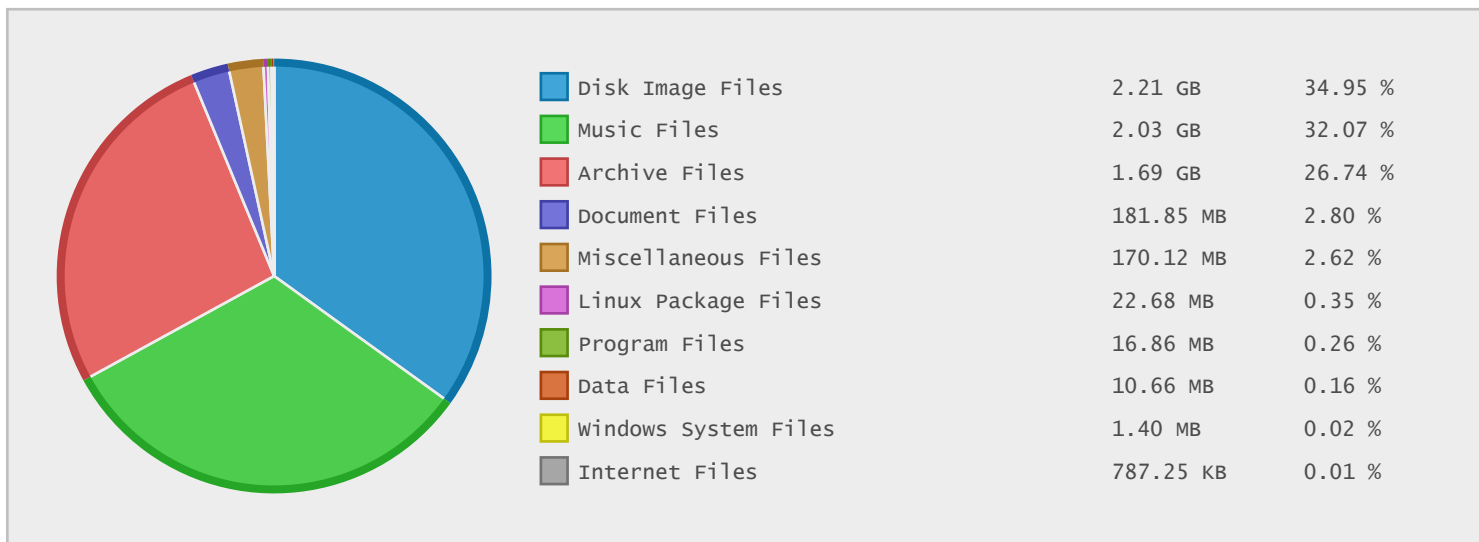 Disk Image Files 2.21 GB 34.95 %
Music Files 2.03 GB 32.07 %
Archive Files 1.69 GB 26.74 %
Document Files 181.85 MB 2.80 %
Miscellaneous Files 170.12 MB 2.62 %
Linux Package Files 22.68 MB 0.35 %
Program Files 16.86 MB 0.26 %
Data Files 10.66 MB 0.16 %
Windows System Files 1.40 MB 0.02 %
Internet Files 787.25 KB 0.01 %